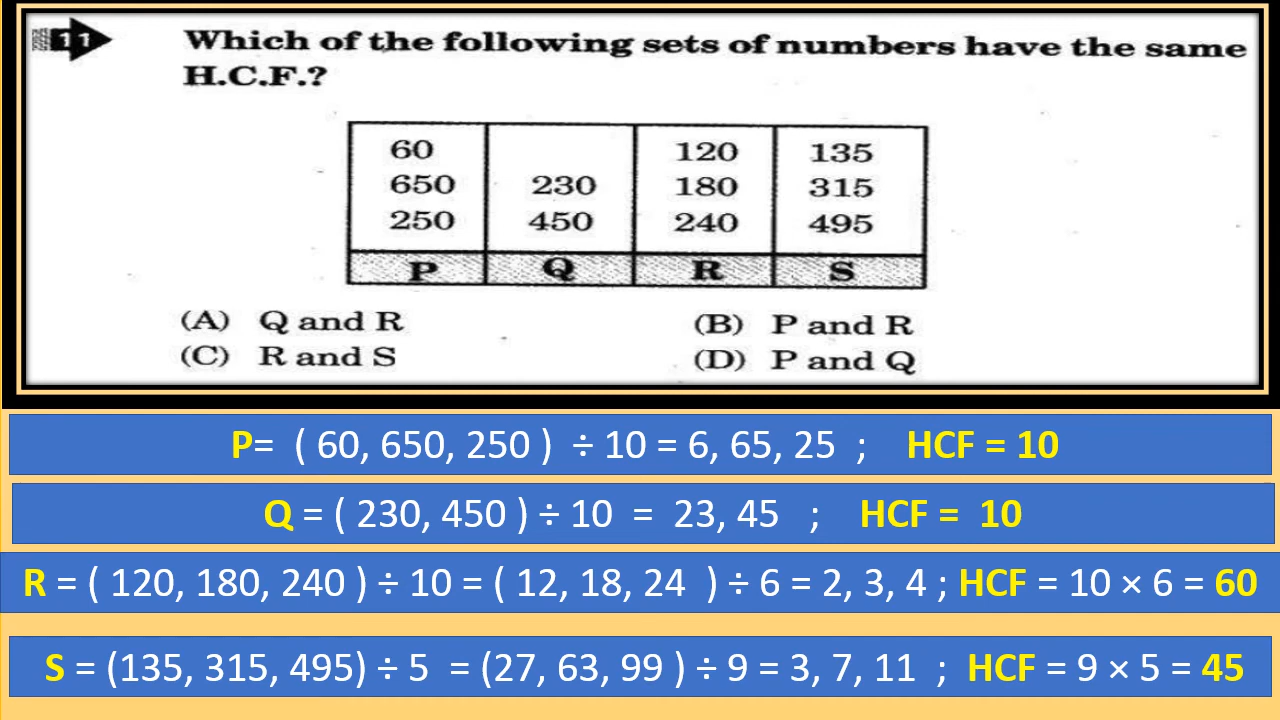 11 Which of the following sets of numbers have the same
H.C.F.?
60 120 135
650 230 180 315
250 450 240 495
P Q R S
(A) Q and R (B) P and R
(C) R and S (D) P and Q
P= ( 60, 650, 250 ) ÷ 10 = 6, 65, 25 ; HCF = 10
Q = ( 230, 450 ) ÷ 10 = 23, 45 ; HCF = 10
R = ( 120, 180, 240 ) ÷ 10 = ( 12, 18, 24 ) ÷ 6 = 2, 3, 4 ; HCF = 10 × 6 = 60
S = (135, 315, 495) ÷ 5 = (27, 63, 99 ) ÷ 9 = 3, 7, 11 ; HCF = 9 × 5 = 45